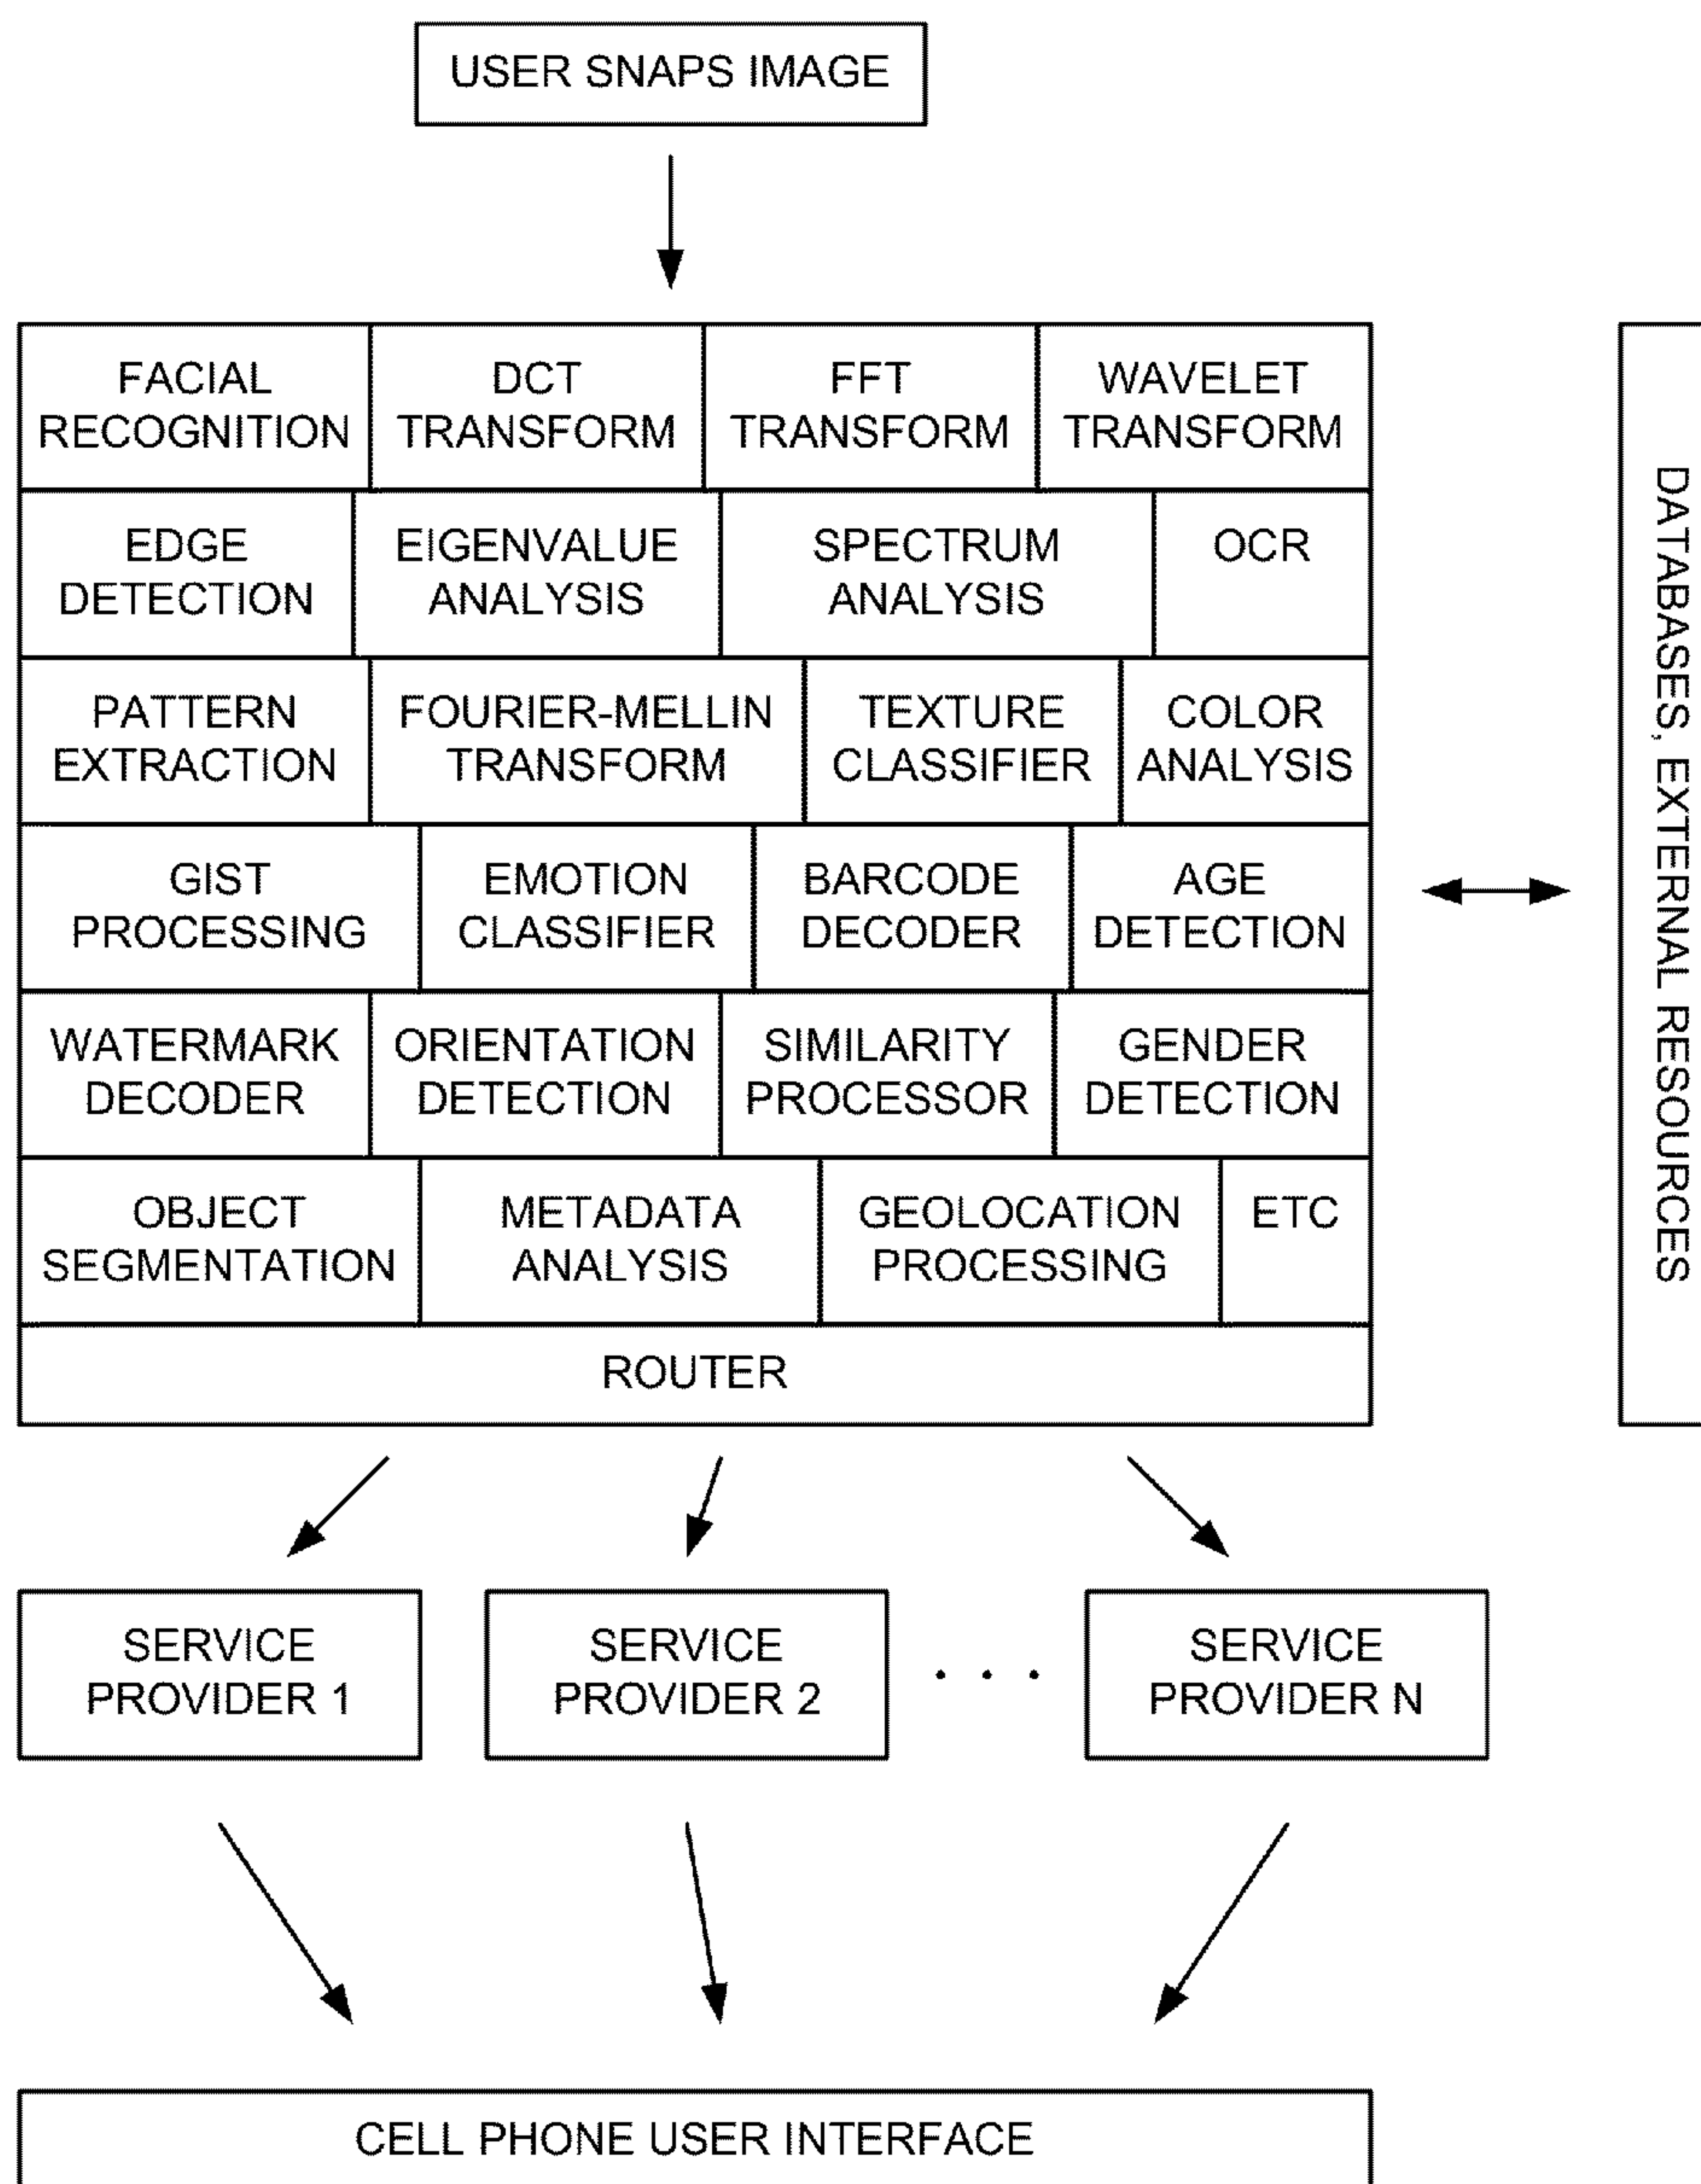 USER SNAPS IMAGE
FACIAL
RECOGNITION
DCT
TRANSFORM
FFT
TRANSFORM
WAVELET
TRANSFORM
EDGE
DETECTION
EIGENVALUE
ANALYSIS
SPECTRUM
ANALYSIS
OCR
PATTERN
EXTRACTION
FOURIER-MELLIN
TRANSFORM
TEXTURE
CLASSIFIER
COLOR
ANALYSIS
GIST
PROCESSING
EMOTION
CLASSIFIER
BARCODE
DECODER
AGE
DETECTION
WATERMARK
DECODER
ORIENTATION
DETECTION
SIMILARITY
PROCESSOR
GENDER
DETECTION
OBJECT
SEGMENTATION
METADATA
ANALYSIS
GEOLOCATION
PROCESSING
ETC
ROUTER
DATABASES, EXTERNAL RESOURCES
SERVICE
PROVIDER 1
SERVICE
PROVIDER 2
. . .
SERVICE
PROVIDER N
CELL PHONE USER INTERFACE